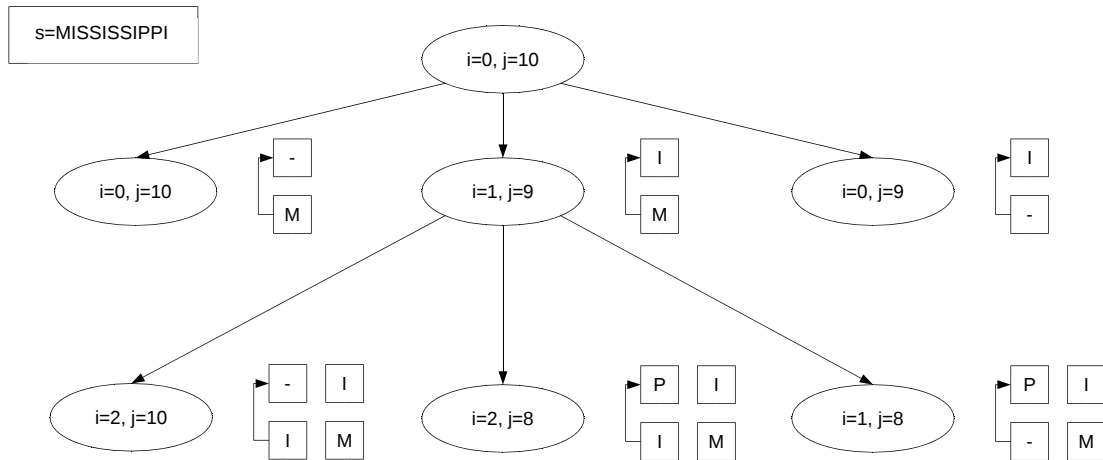 s=MISSISSIPPI
i=0, j=10
i=0, j=10
-
M
i=1, j=9
I
M
i=0, j=9
I
-
i=2, j=10
- I
I M
i=2, j=8
P I
I M
i=1, j=8
P I
- M